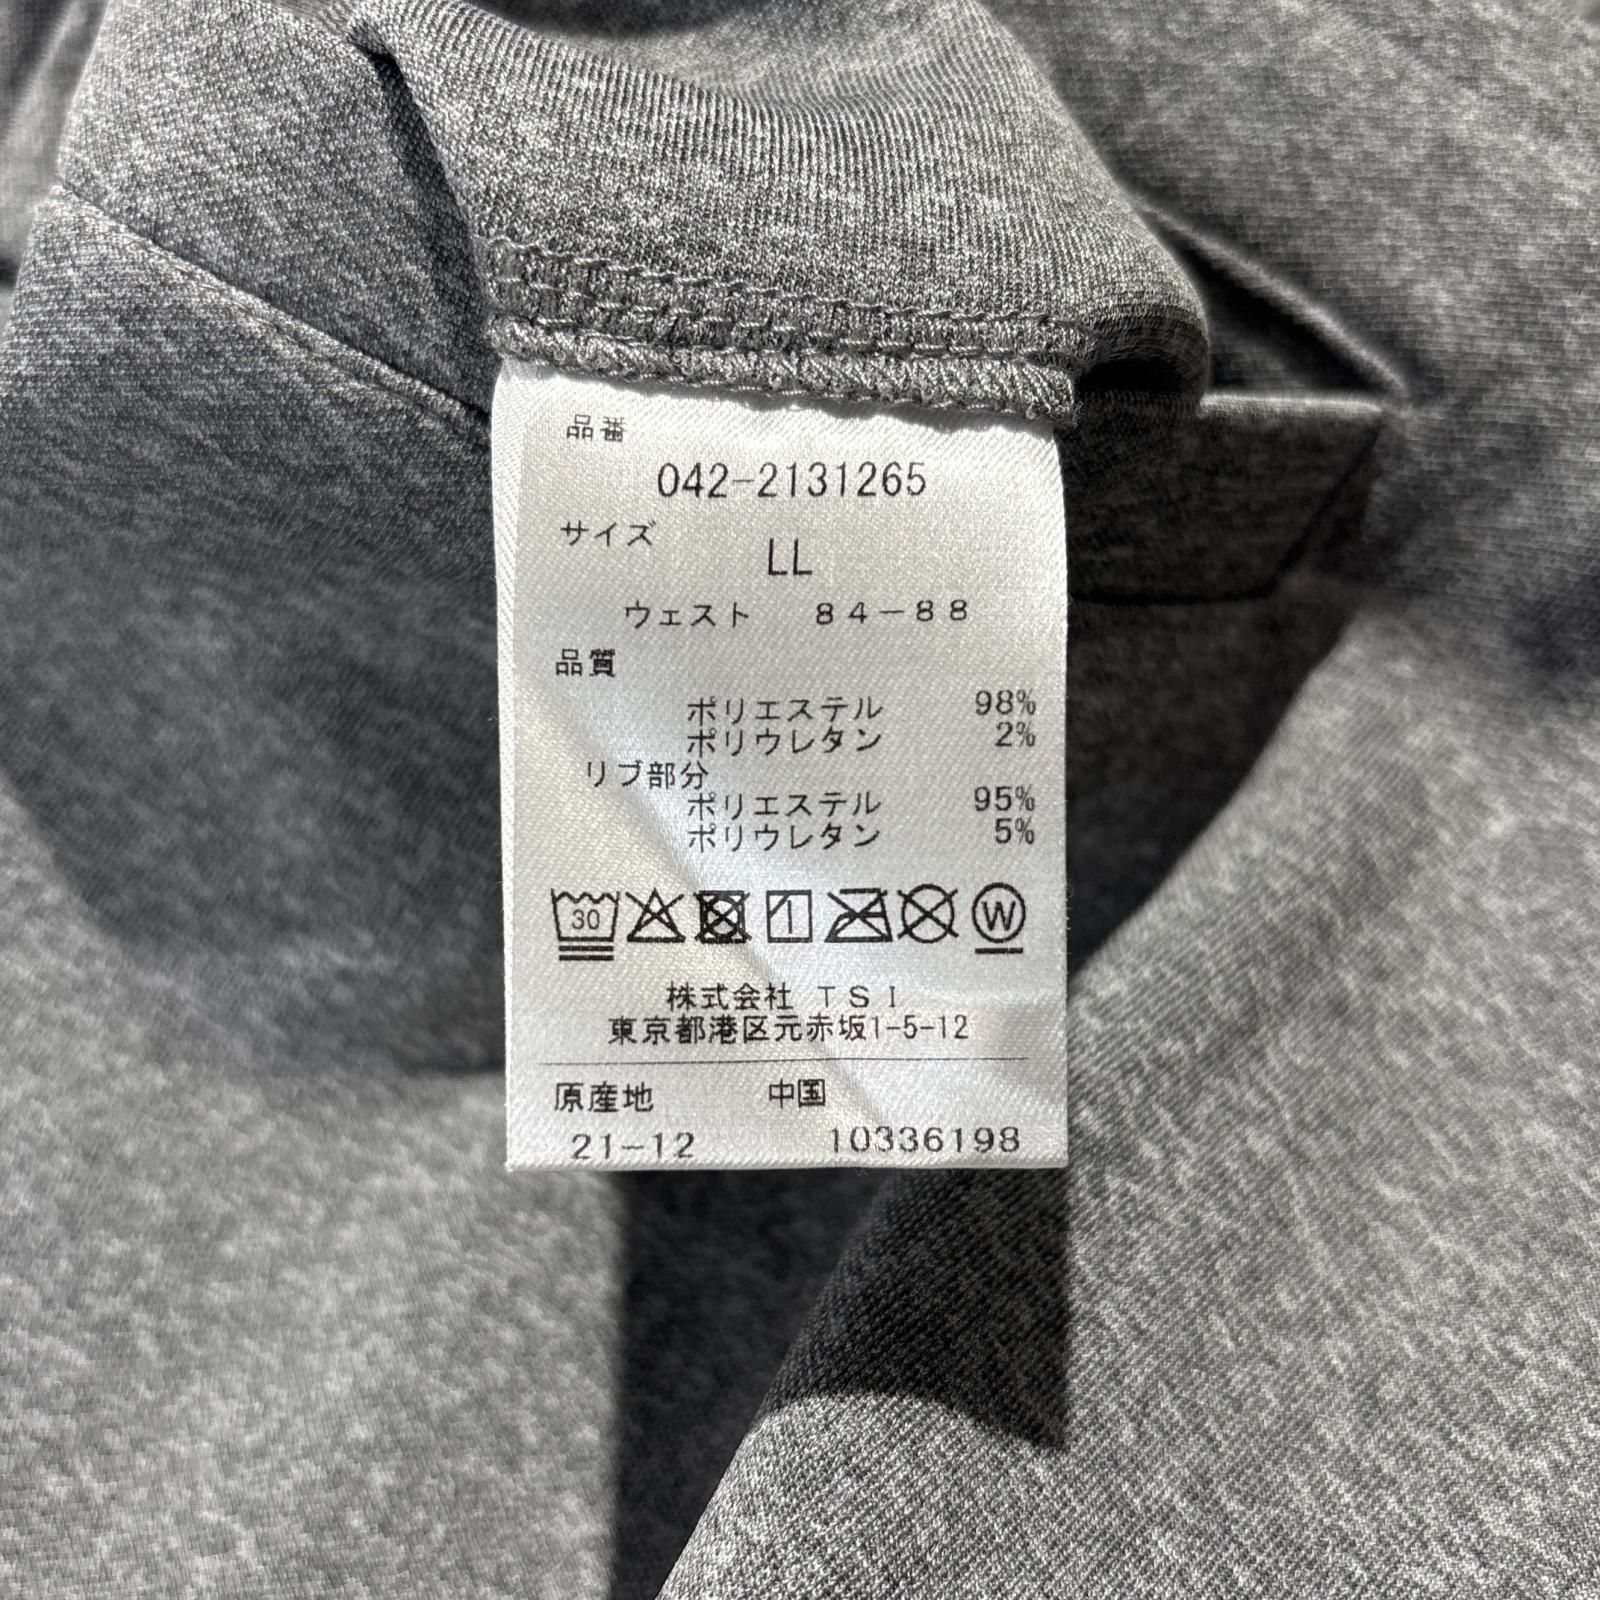 品番
042-2131265
サイズ
LL
ウェスト 84-88
品質
ポリエステル 98%
ポリウレタン 2%
リブ部分
ポリエステル 95%
ポリウレタン 5%
30 W
株式会社 TSI
東京都港区元赤坂1-5-12
原産地 中国
21-12 10336198